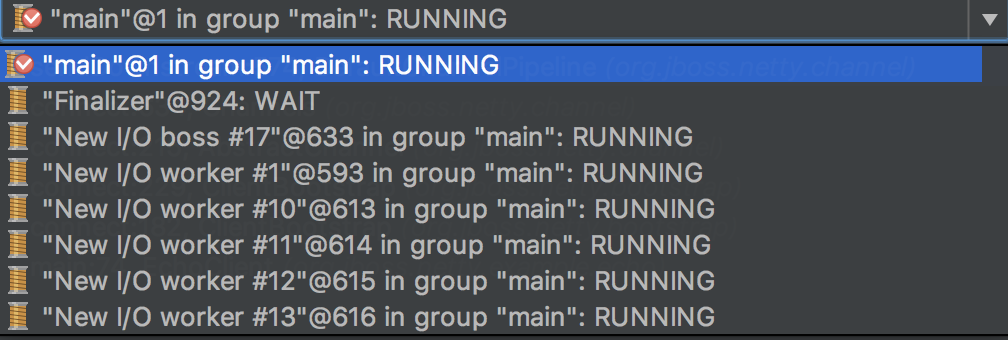 "main"@1 in group "main": RUNNING
"main"@1 in group "main": RUNNING
"Finalizer"@924: WAIT
"New I/O boss #17"@633 in group "main": RUNNING
"New I/O worker #1"@593 in group "main": RUNNING
"New I/O worker #10"@613 in group "main": RUNNING
"New I/O worker #11"@614 in group "main": RUNNING
"New I/O worker #12"@615 in group "main": RUNNING
"New I/O worker #13"@616 in group "main": RUNNING